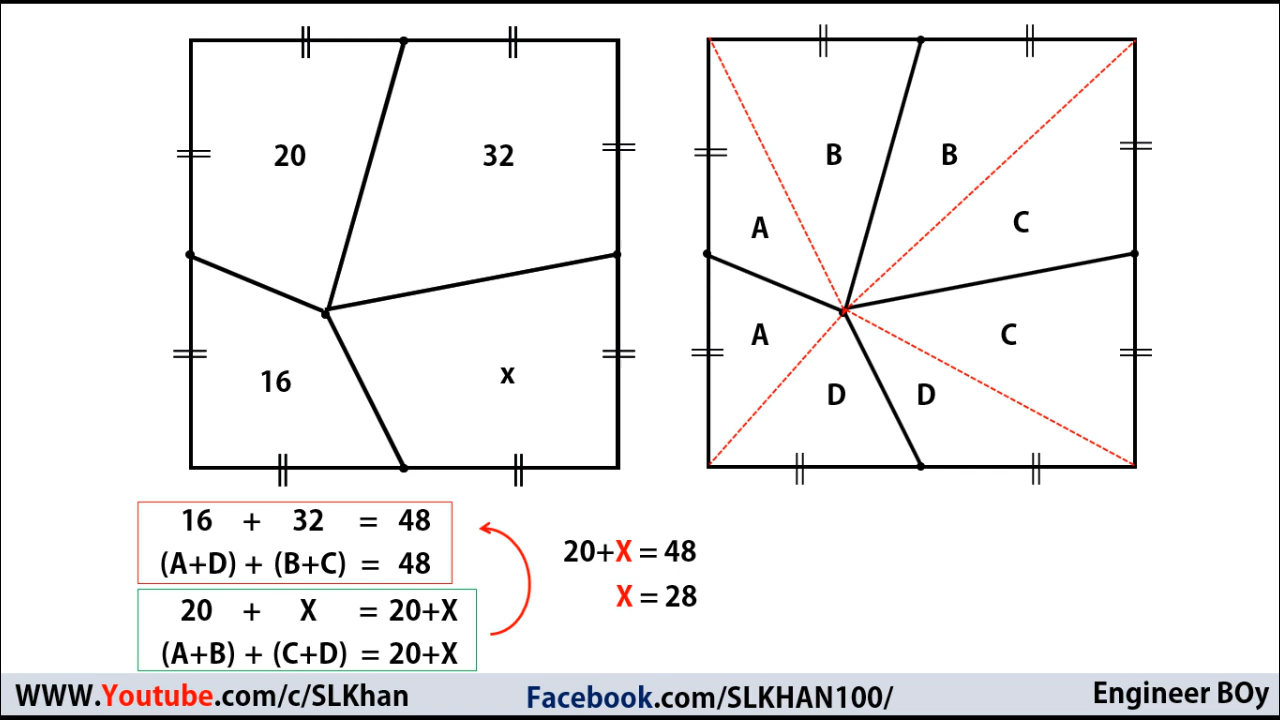 20
32
16
x
B
B
A
C
A
C
D
D
16 + 32 = 48
(A+D) + (B+C) = 48
20 + X = 20+X
(A+B) + (C+D) = 20+X
20+X = 48
X = 28
WWW.Youtube.com/c/SLKhan
Facebook.com/SLKHAN100/
Engineer BOy